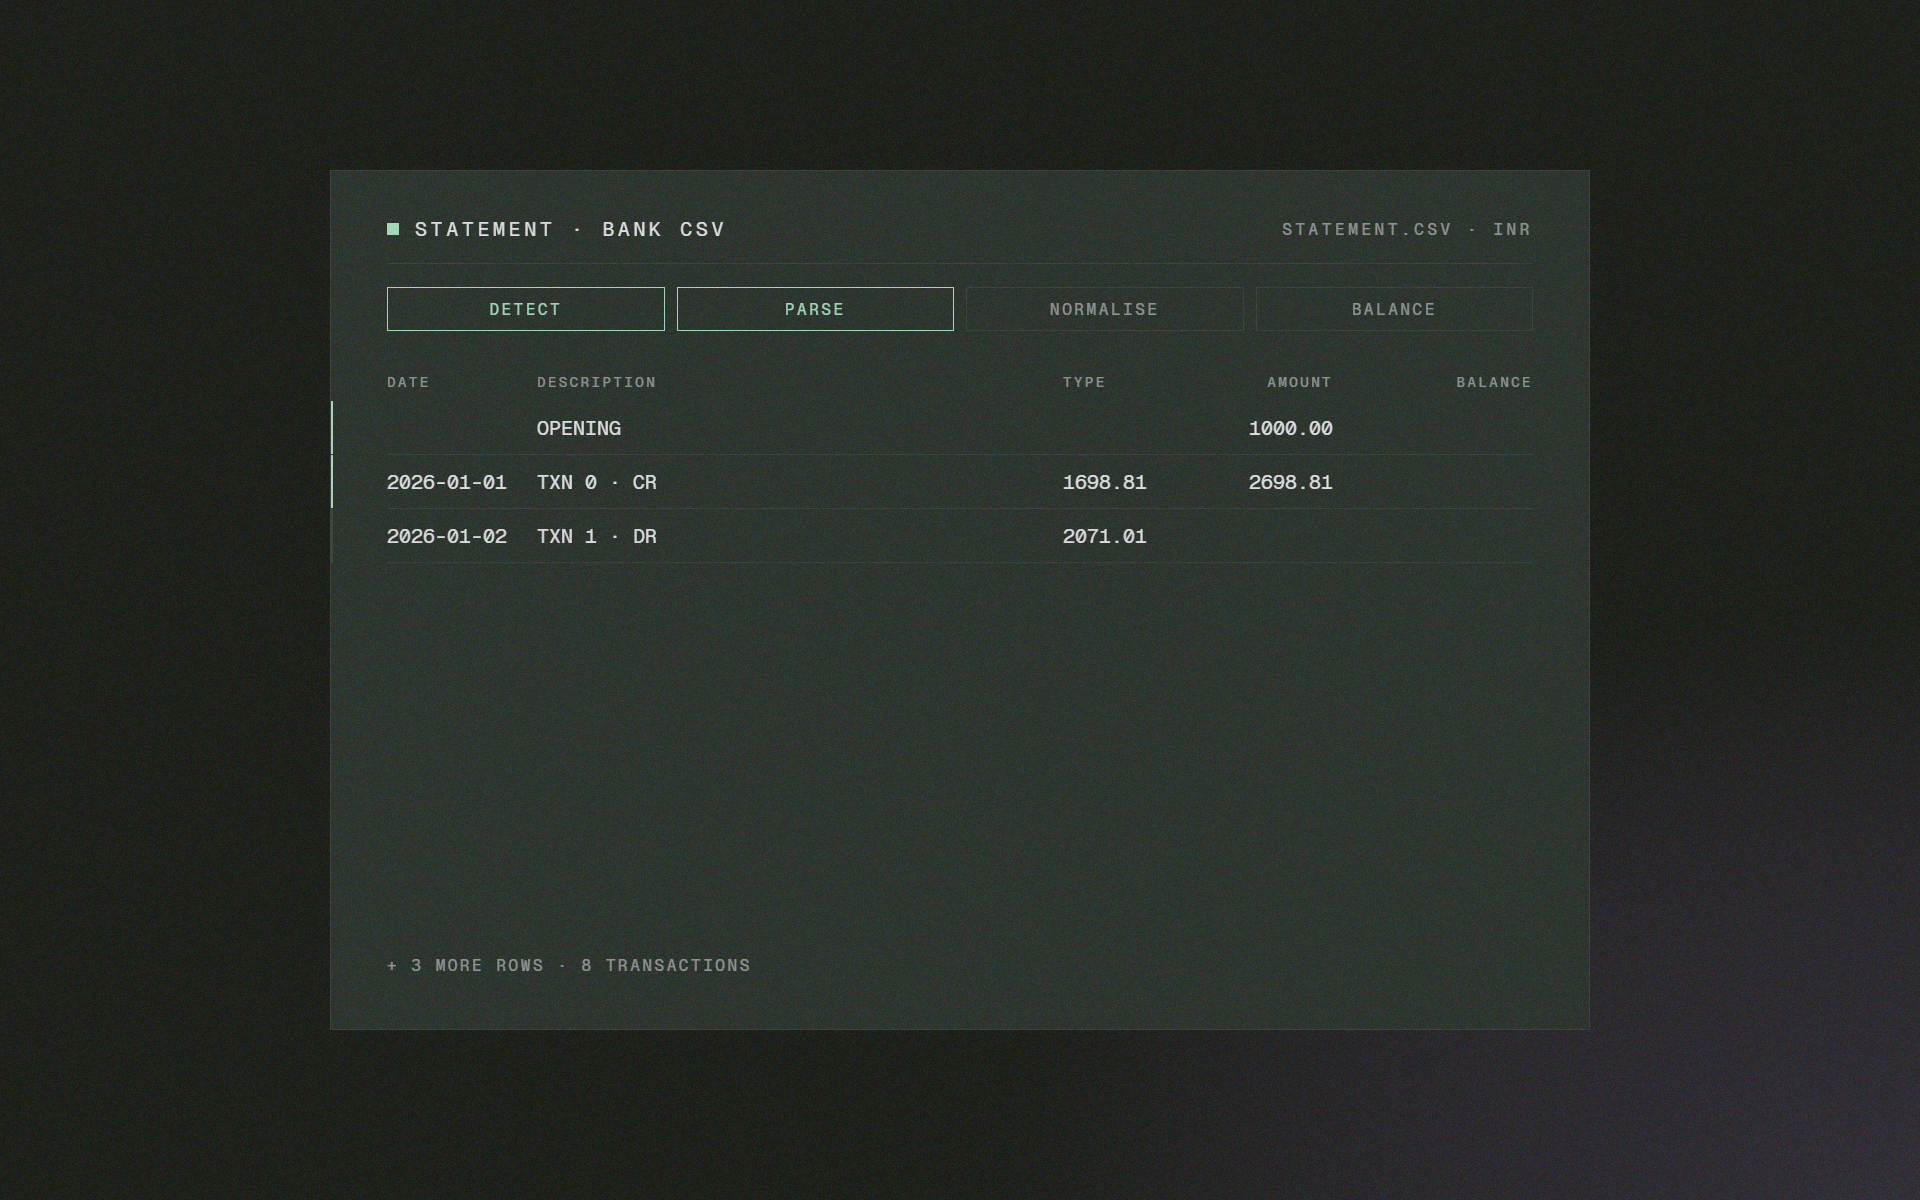 STATEMENT · BANK CSV STATEMENT.CSV · INR
DETECT PARSE NORMALISE BALANCE
DATE DESCRIPTION TYPE AMOUNT BALANCE
OPENING 1000.00
2026-01-01 TXN 0 · CR 1698.81 2698.81
2026-01-02 TXN 1 · DR 2071.01
+ 3 MORE ROWS · 8 TRANSACTIONS